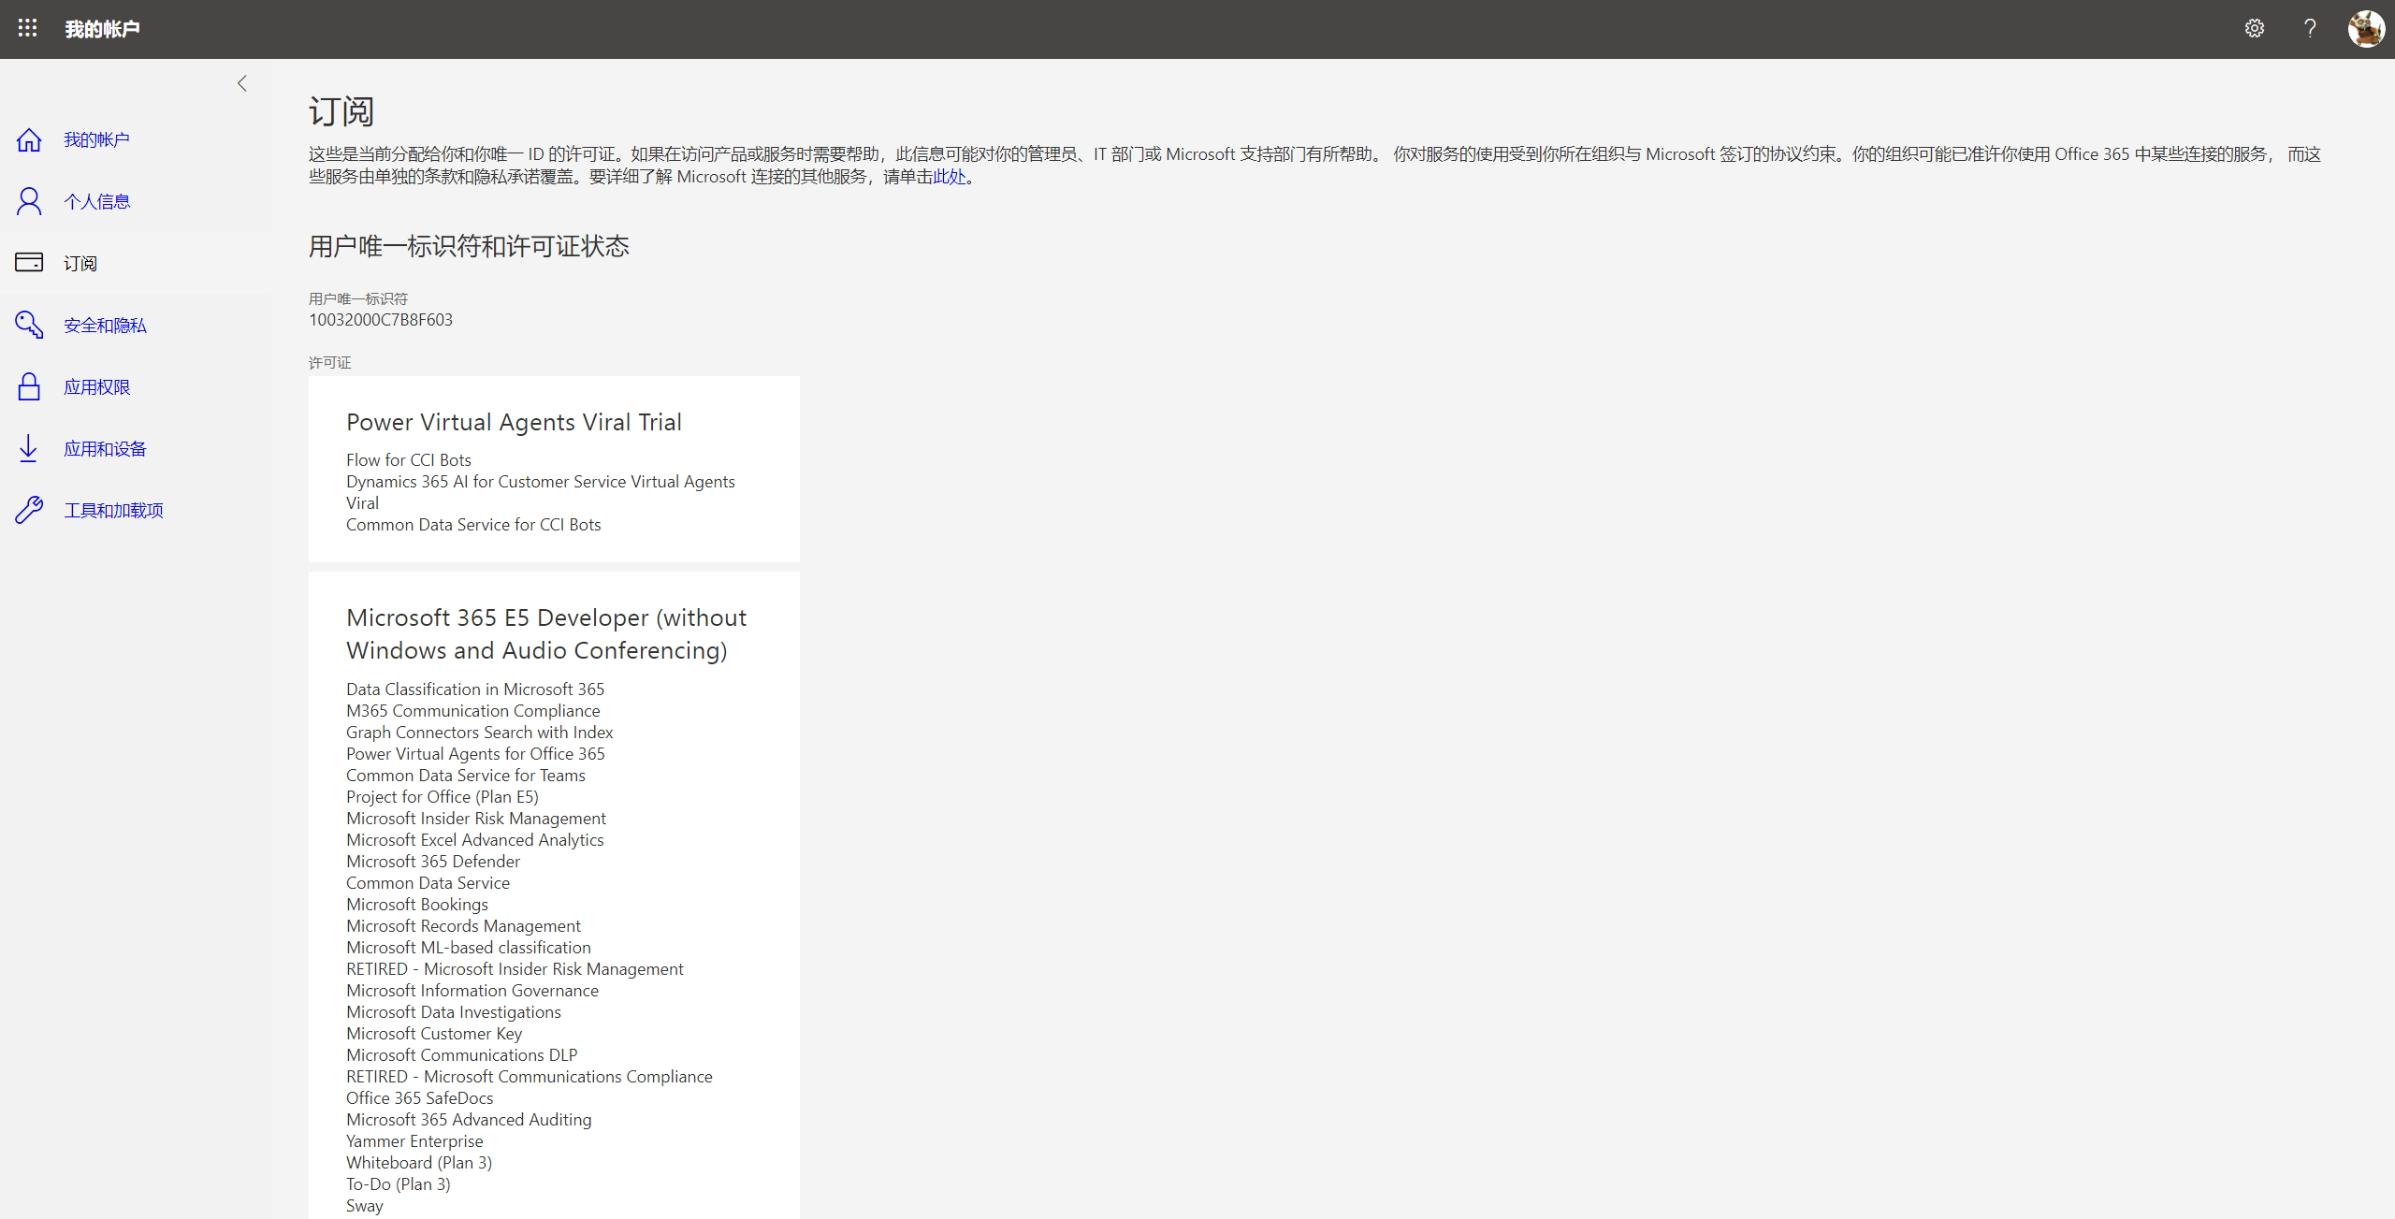 我的帐户
我的帐户
个人信息
订阅
安全和隐私
应用权限
应用和设备
工具和加载项
订阅
这些是当前分配给你和你唯一 ID 的许可证。如果在访问产品或服务时需要帮助，此信息可能对你的管理员、IT 部门或 Microsoft 支持部门有所帮助。 你对服务的使用受到你所在组织与 Microsoft 签订的协议约束。你的组织可能已准许你使用 Office 365 中某些连接的服务， 而这
些服务由单独的条款和隐私承诺覆盖。要详细了解 Microsoft 连接的其他服务，请单击此处。
用户唯一标识符和许可证状态
用户唯一标识符
10032000C7B8F603
许可证
Power Virtual Agents Viral Trial
Flow for CCI Bots
Dynamics 365 AI for Customer Service Virtual Agents
Viral
Common Data Service for CCI Bots
Microsoft 365 E5 Developer (without
Windows and Audio Conferencing)
Data Classification in Microsoft 365
M365 Communication Compliance
Graph Connectors Search with Index
Power Virtual Agents for Office 365
Common Data Service for Teams
Project for Office (Plan E5)
Microsoft Insider Risk Management
Microsoft Excel Advanced Analytics
Microsoft 365 Defender
Common Data Service
Microsoft Bookings
Microsoft Records Management
Microsoft ML-based classification
RETIRED - Microsoft Insider Risk Management
Microsoft Information Governance
Microsoft Data Investigations
Microsoft Customer Key
Microsoft Communications DLP
RETIRED - Microsoft Communications Compliance
Office 365 SafeDocs
Microsoft 365 Advanced Auditing
Yammer Enterprise
Whiteboard (Plan 3)
To-Do (Plan 3)
Sway